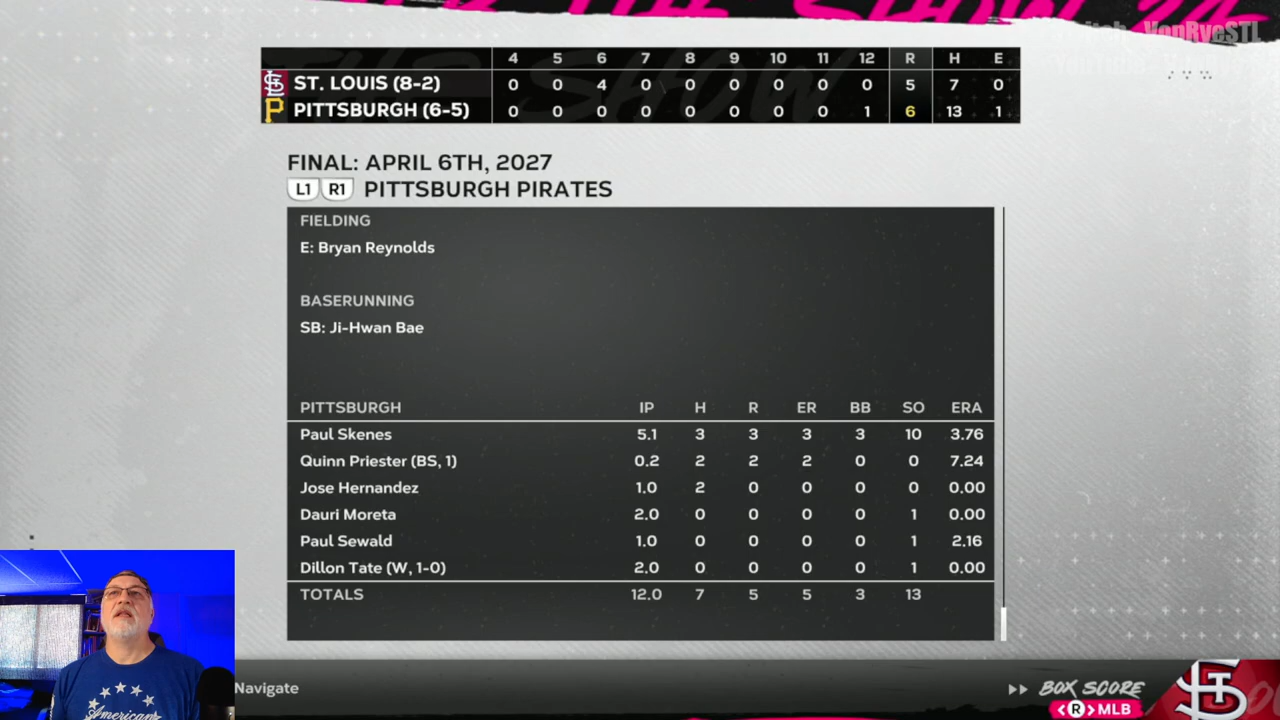 4 5 6 7 8 9 10 11 12 R H E
ST. LOUIS (8-2) 0 0 4 0 0 0 0 0 0 5 7 0
PITTSBURGH (6-5) 0 0 0 0 0 0 0 0 1 6 13 1
FINAL: APRIL 6TH, 2027
L1 R1 PITTSBURGH PIRATES
FIELDING
E: Bryan Reynolds
BASERUNNING
SB: Ji-Hwan Bae
PITTSBURGH IP H R ER BB SO ERA
Paul Skenes 5.1 3 3 3 3 10 3.76
Quinn Priester (BS, 1) 0.2 2 2 2 0 0 7.24
Jose Hernandez 1.0 2 0 0 0 0 0.00
Dauri Moreta 2.0 0 0 0 0 1 0.00
Paul Sewald 1.0 0 0 0 0 1 2.16
Dillon Tate (W, 1-0) 2.0 0 0 0 0 1 0.00
TOTALS 12.0 7 5 5 3 13
American
Navigate
BOX SCORE
R MLB